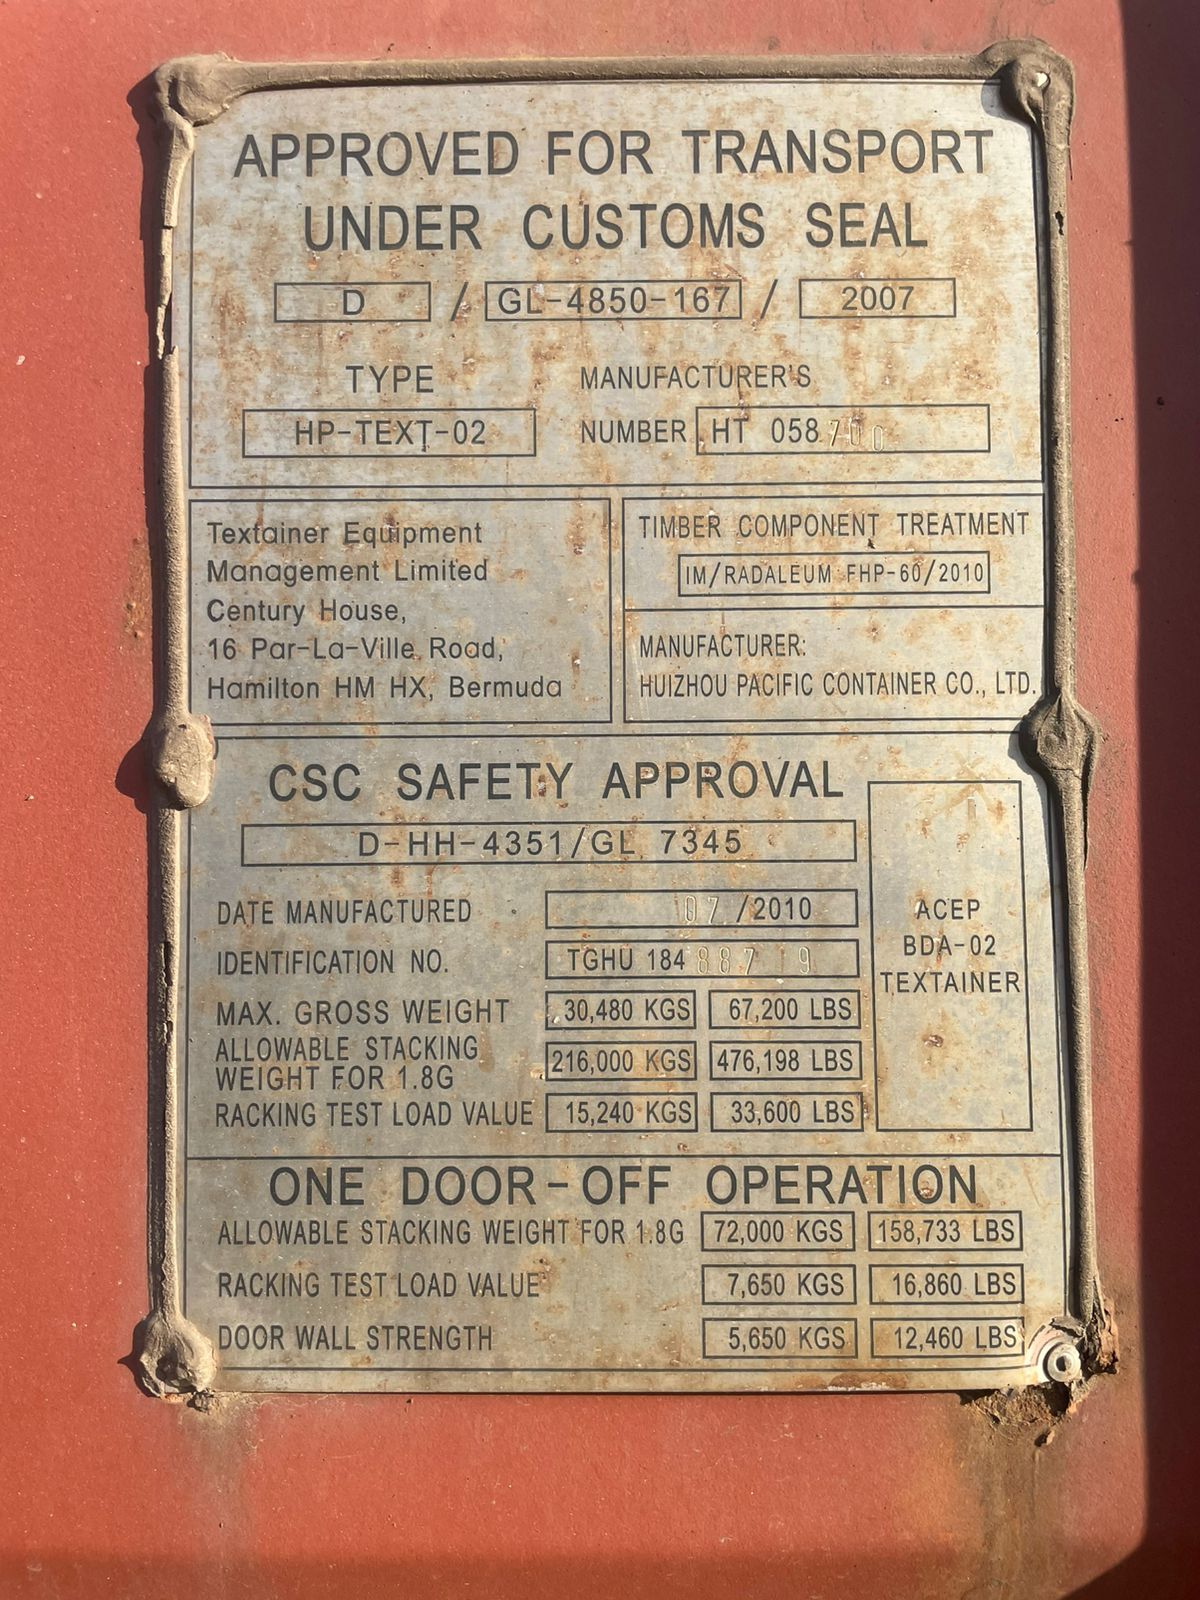 APPROVED FOR TRANSPORT
UNDER CUSTOMS SEAL
D / GL-4850-167 / 2007
TYPE MANUFACTURER'S
HP-TEXT-02 NUMBER HT 058700
Textainer Equipment
Management Limited
Century House,
16 Par-La-Ville Road,
Hamilton HM HX, Bermuda
TIMBER COMPONENT TREATMENT
IM/RADALEUM FHP-60/2010
MANUFACTURER:
HUIZHOU PACIFIC CONTAINER CO., LTD.
CSC SAFETY APPROVAL
D-HH-4351/GL 7345
DATE MANUFACTURED 07/2010
IDENTIFICATION NO. TGHU 184887 9
MAX. GROSS WEIGHT 30,480 KGS 67,200 LBS
ALLOWABLE STACKING
WEIGHT FOR 1.8G 216,000 KGS 476,198 LBS
RACKING TEST LOAD VALUE 15,240 KGS 33,600 LBS
ACEP
BDA-02
TEXTAINER
ONE DOOR-OFF OPERATION
ALLOWABLE STACKING WEIGHT FOR 1.8G 72,000 KGS 158,733 LBS
RACKING TEST LOAD VALUE 7,650 KGS 16,860 LBS
DOOR WALL STRENGTH 5,650 KGS 12,460 LBS